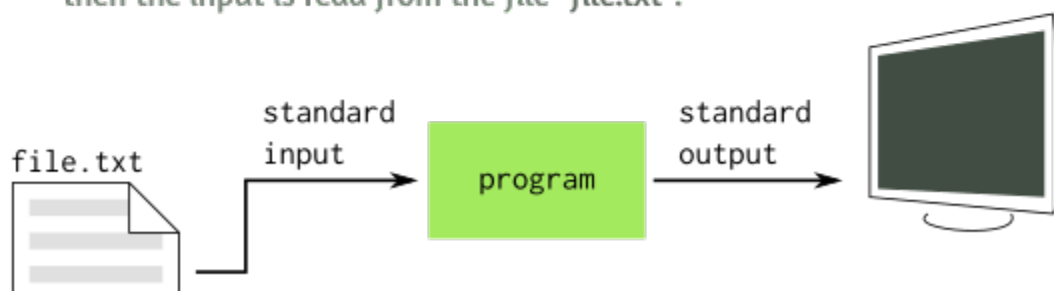 then the input is read from the file "file.txt".
standard
input
standard
output
file.txt
program